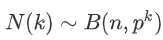 N(k) ∼ B(n, p^k)